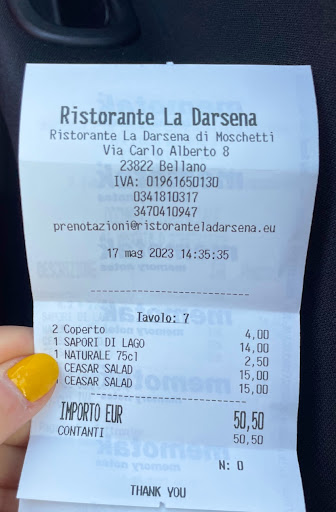 Ristorante La Darsena
Ristorante La Darsena di Moschetti
Via Carlo Alberto 8
23822 Bellano
IVA: 01961650130
0341810317
3470410947
prenotazioni@ristoranteladarsena.eu
17 mag 2023 14:35:35
Tavolo: 7
2 Coperto 4,00
1 SAPORI DI LAGO 14,00
1 NATURALE 75cl 2,50
CEASAR SALAD 15,00
CEASAR SALAD 15,00
IMPORTO EUR 50,50
CONTANTI 50,50
N: 0
THANK YOU